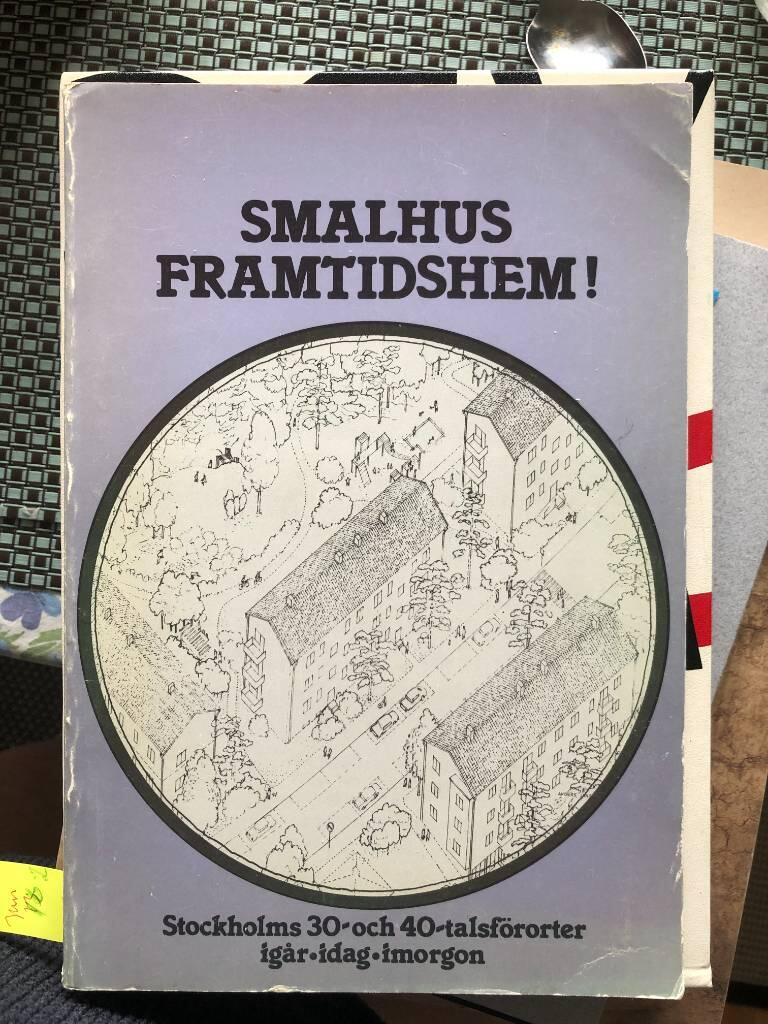 SMALHUS
FRAMTIDSHEM!
Stockholms 30-och 40-talsförorter
igår•idag•imorgon